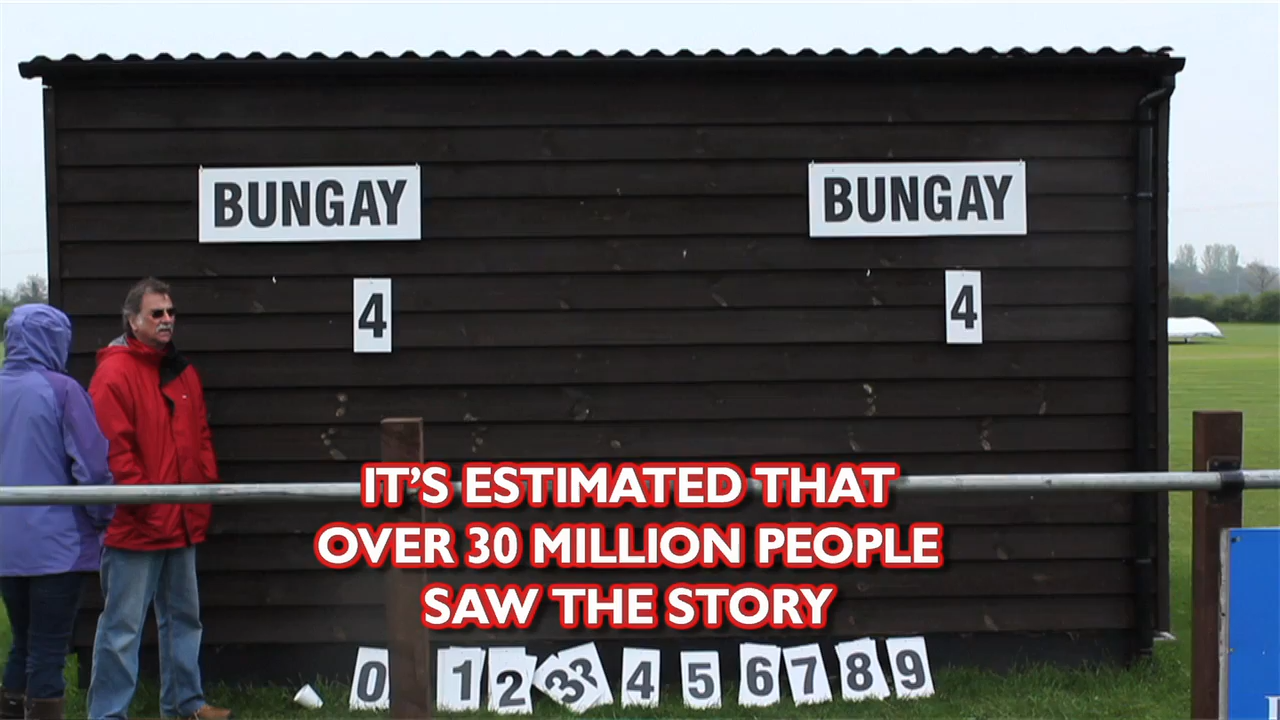 BUNGAY BUNGAY
4 4
IT'S ESTIMATED THAT
OVER 30 MILLION PEOPLE
SAW THE STORY
0 1 2 3 4 5 6 7 8 9